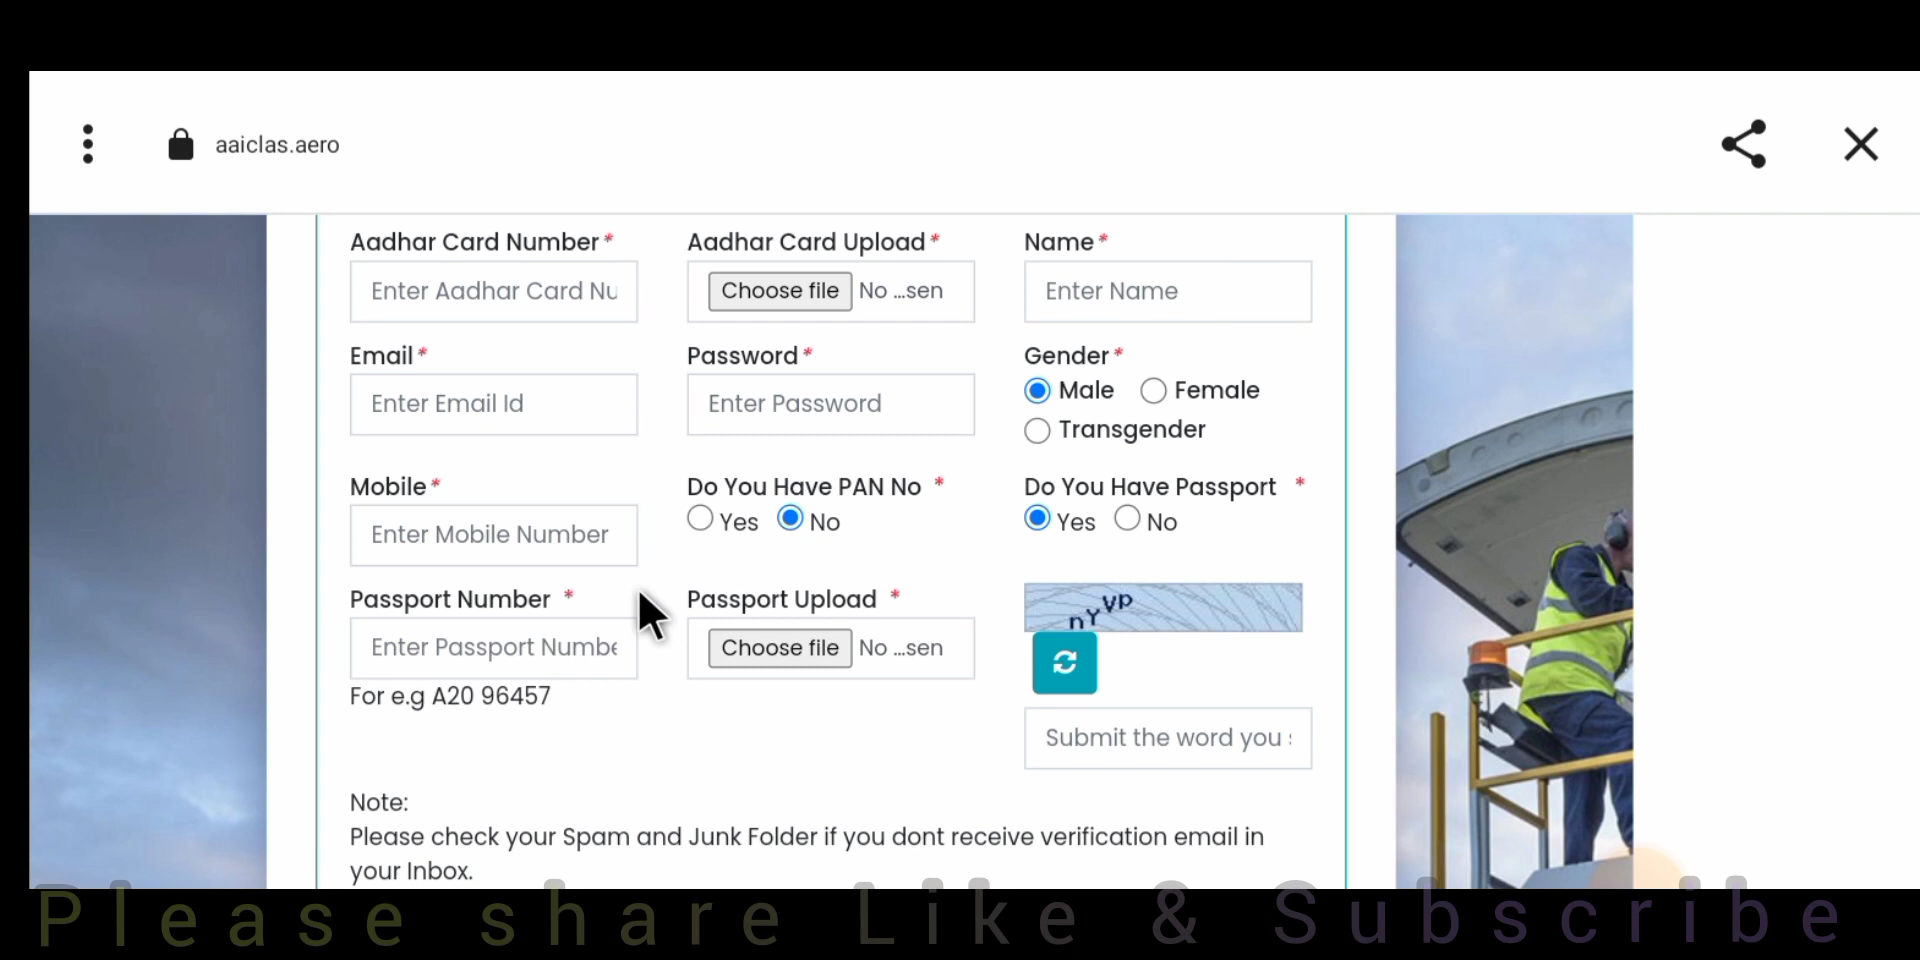 aaiclas.aero
Aadhar Card Number* Aadhar Card Upload* Name*
Enter Aadhar Card Nu Choose file No ...sen Enter Name
Email* Password* Gender*
Enter Email Id Enter Password Male Female
Transgender
Mobile* Do You Have PAN No * Do You Have Passport *
Enter Mobile Number Yes No Yes No
Passport Number * Passport Upload * nYVp
Enter Passport Numbe Choose file No ...sen
For e.g A20 96457
Submit the word you
Note:
Please check your Spam and Junk Folder if you dont receive verification email in
your Inbox.
Please share Like & Subscribe